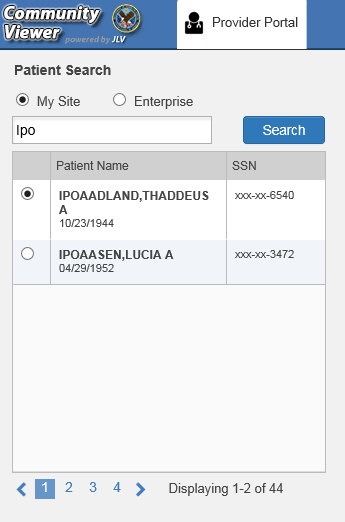 Community
Viewer powered by JLV
Provider Portal
Patient Search
My Site Enterprise
Ipo Search
Patient Name SSN
IPOAADLAND,THADDEUS xxx-xx-6540
A
10/23/1944
IPOAASEN,LUCIA A xxx-xx-3472
04/29/1952
1 2 3 4 Displaying 1-2 of 44